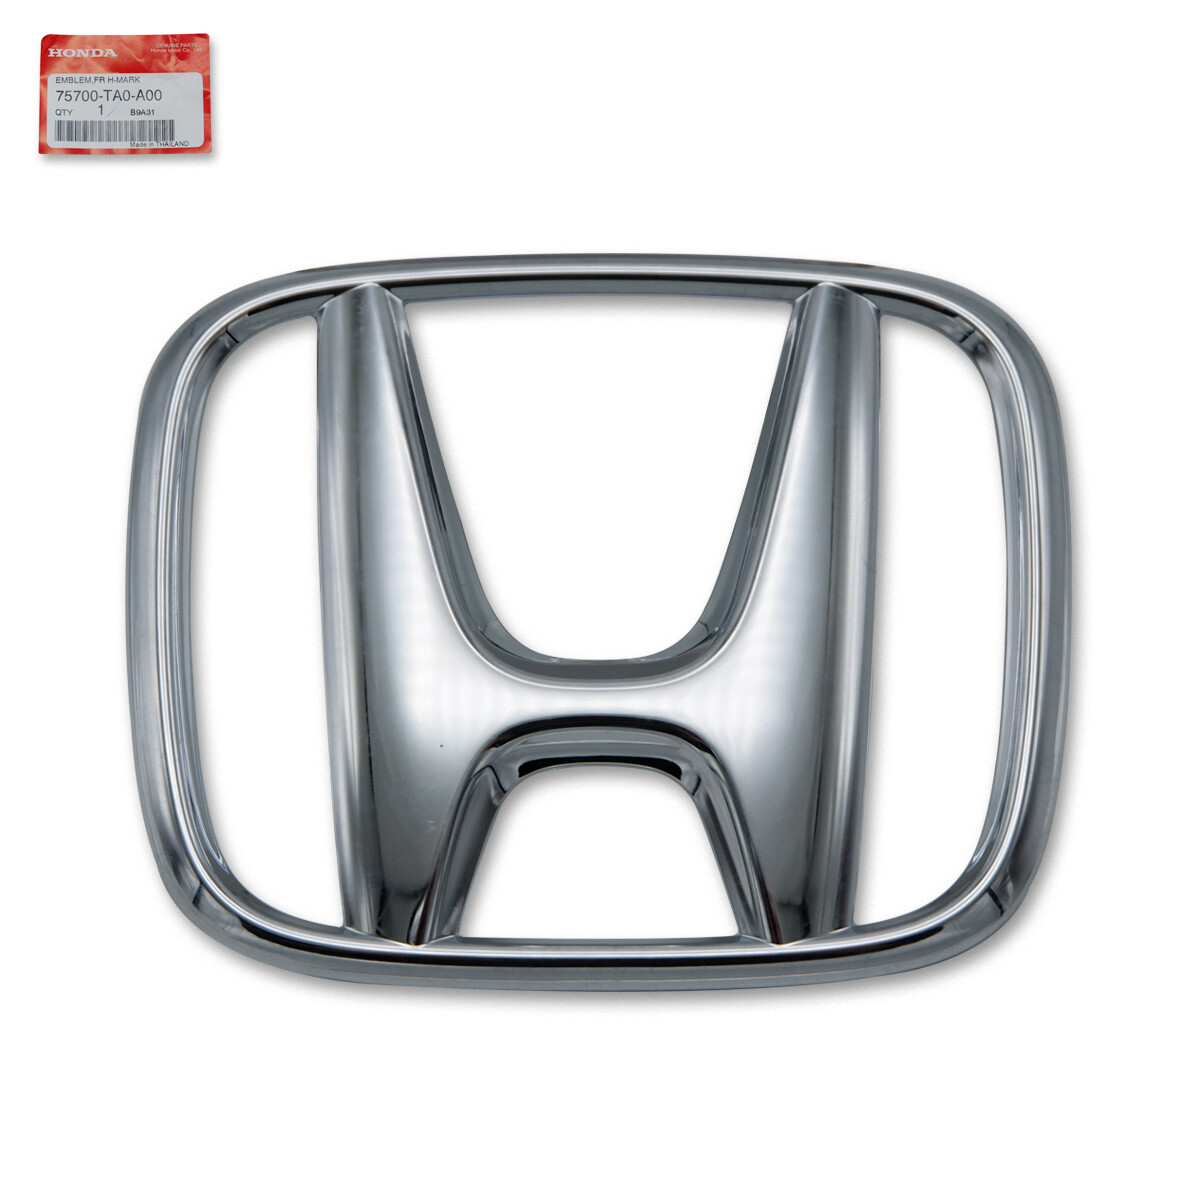 HONDA
GENUINE PARTS
Honda Motor Co., Ltd.
EMBLEM,FR H-MARK
75700-TA0-A00
QTY 1 B9A31
Made in THAILAND